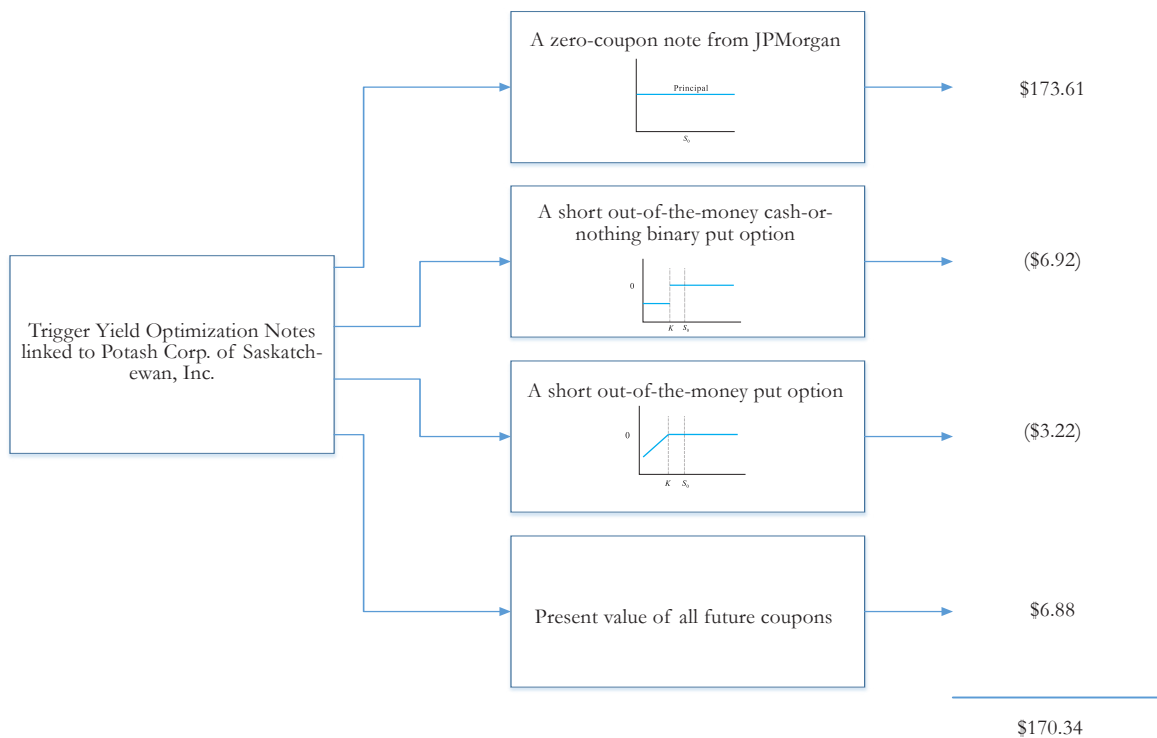 A zero-coupon note from JPMorgan
Principal
S₀
$173.61
A short out-of-the-money cash-or-
nothing binary put option
0
K
S₀
($6.92)
Trigger Yield Optimization Notes
linked to Potash Corp. of Saskatch-
ewan, Inc.
A short out-of-the-money put option
0
K
S₀
($3.22)
Present value of all future coupons
$6.88
$170.34